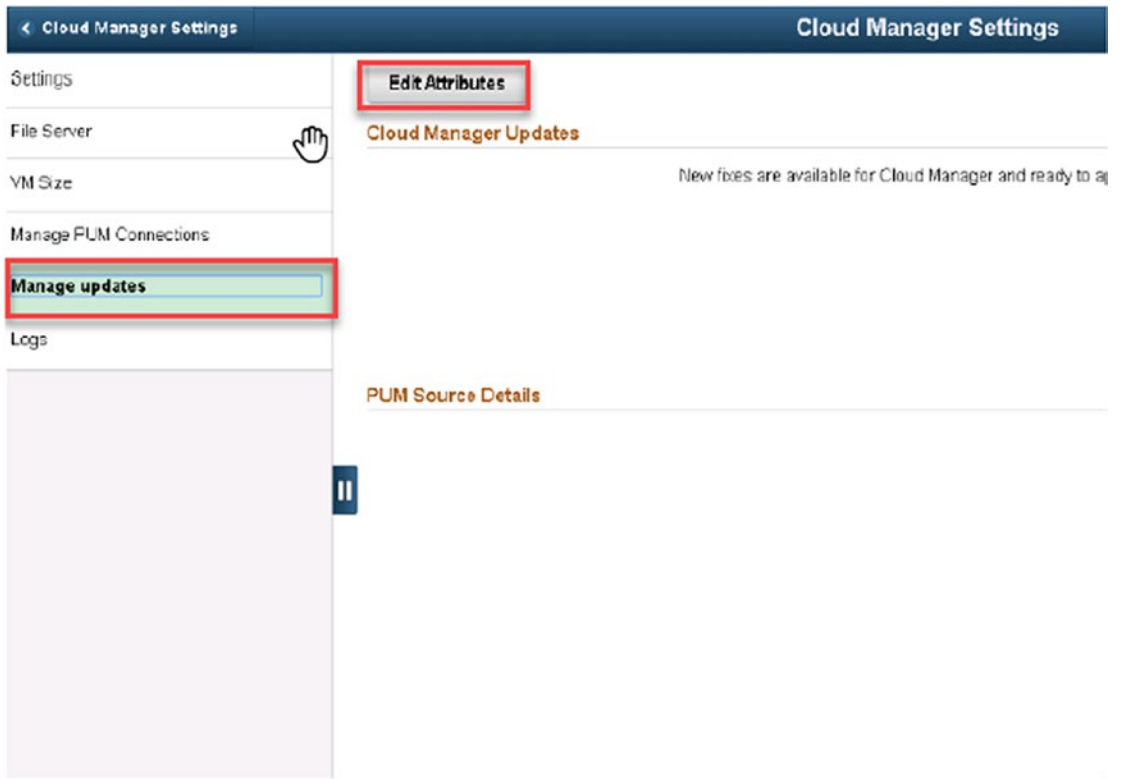 Cloud Manager Settings
Cloud Manager Settings
Settings
File Server
VM Size
Manage PUM Connections
Manage updates
Logs
Edit Attributes
Cloud Manager Updates
New fixes are available for Cloud Manager and ready to
PUM Source Details